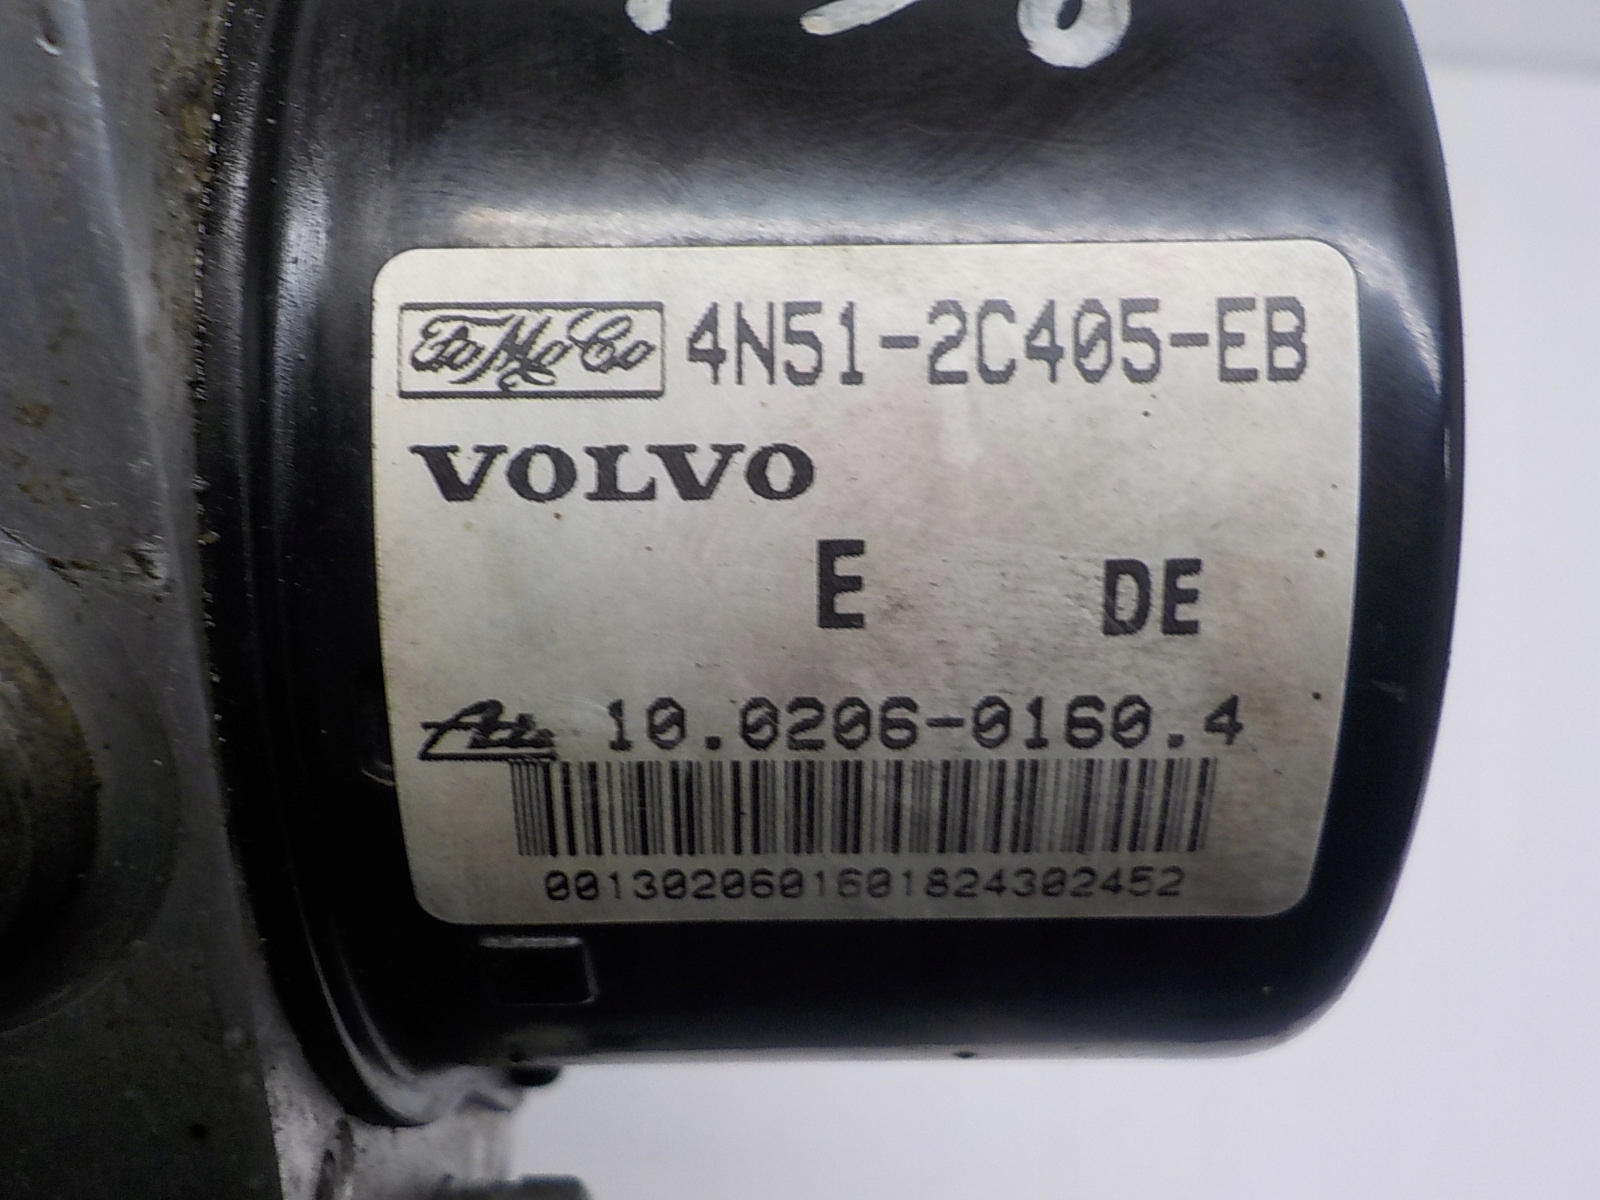 FoMoCo 4N51-2C405-EB
VOLVO
E DE
Ate 10.0206-0160.4
0013020601601824302452